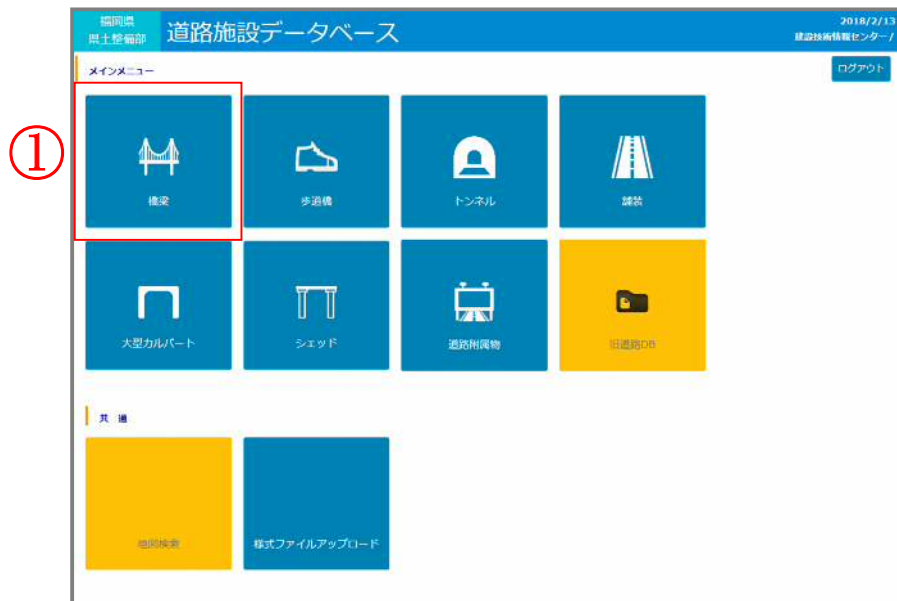 福岡県
県土整備部
道路施設データベース
2018/2/13
建設技術情報センター /
メインメニュー
ログアウト
①
橋梁
歩道橋
トンネル
舗装
大型カルバート
シェッド
道路附属物
旧道路DB
共 通
地図検索
様式ファイルアップロード